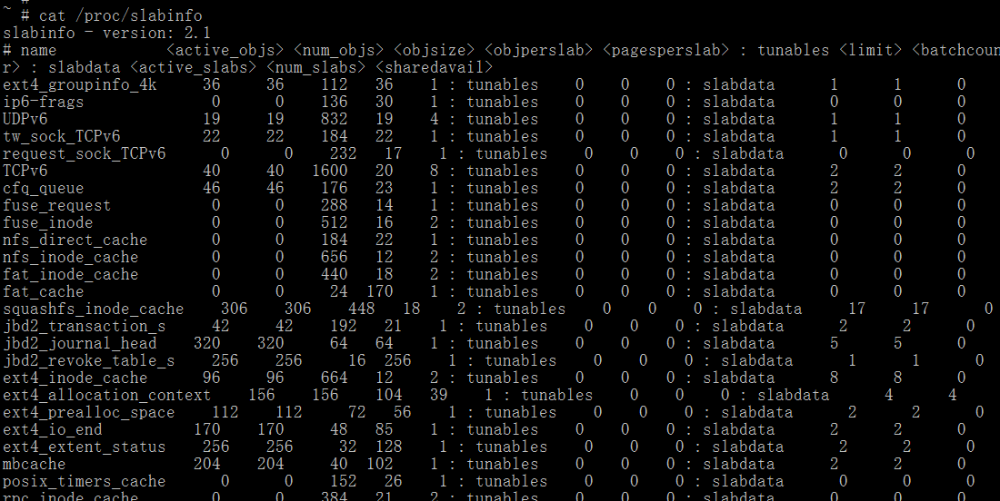 #
~ # cat /proc/slabinfo
slabinfo - version: 2.1
# name            <active_objs> <num_objs> <objsize> <objperslab> <pagesperslab> : tunables <limit> <batchcoun
r> : slabdata <active_slabs> <num_slabs> <sharedavail>
ext4_groupinfo_4k     36     36    112   36    1 : tunables    0    0    0 : slabdata      1      1      0
ip6-frags              0      0    136   30    1 : tunables    0    0    0 : slabdata      0      0      0
UDPv6                 19     19    832   19    4 : tunables    0    0    0 : slabdata      1      1      0
tw_sock_TCPv6         22     22    184   22    1 : tunables    0    0    0 : slabdata      1      1      0
request_sock_TCPv6      0      0    232   17    1 : tunables    0    0    0 : slabdata      0      0      0
TCPv6                 40     40   1600   20    8 : tunables    0    0    0 : slabdata      2      2      0
cfq_queue             46     46    176   23    1 : tunables    0    0    0 : slabdata      2      2      0
fuse_request           0      0    288   14    1 : tunables    0    0    0 : slabdata      0      0      0
fuse_inode             0      0    512   16    2 : tunables    0    0    0 : slabdata      0      0      0
nfs_direct_cache       0      0    184   22    1 : tunables    0    0    0 : slabdata      0      0      0
nfs_inode_cache        0      0    656   12    2 : tunables    0    0    0 : slabdata      0      0      0
fat_inode_cache        0      0    440   18    2 : tunables    0    0    0 : slabdata      0      0      0
fat_cache              0      0     24  170    1 : tunables    0    0    0 : slabdata      0      0      0
squashfs_inode_cache    306    306    448   18    2 : tunables    0    0    0 : slabdata     17     17      0
jbd2_transaction_s     42     42    192   21    1 : tunables    0    0    0 : slabdata      2      2      0
jbd2_journal_head    320    320     64   64    1 : tunables    0    0    0 : slabdata      5      5      0
jbd2_revoke_table_s    256    256     16  256    1 : tunables    0    0    0 : slabdata      1      1      0
ext4_inode_cache      96     96    664   12    2 : tunables    0    0    0 : slabdata      8      8      0
ext4_allocation_context    156    156    104   39    1 : tunables    0    0    0 : slabdata      4      4
ext4_prealloc_space    112    112     72   56    1 : tunables    0    0    0 : slabdata      2      2      0
ext4_io_end          170    170     48   85    1 : tunables    0    0    0 : slabdata      2      2      0
ext4_extent_status    256    256     32  128    1 : tunables    0    0    0 : slabdata      2      2      0
mbcache              204    204     40  102    1 : tunables    0    0    0 : slabdata      2      2      0
posix_timers_cache      0      0    152   26    1 : tunables    0    0    0 : slabdata      0      0      0
rpc_inode_cache        0      0    384   21    2 : tunables    0    0    0 : slabdata      0      0      0